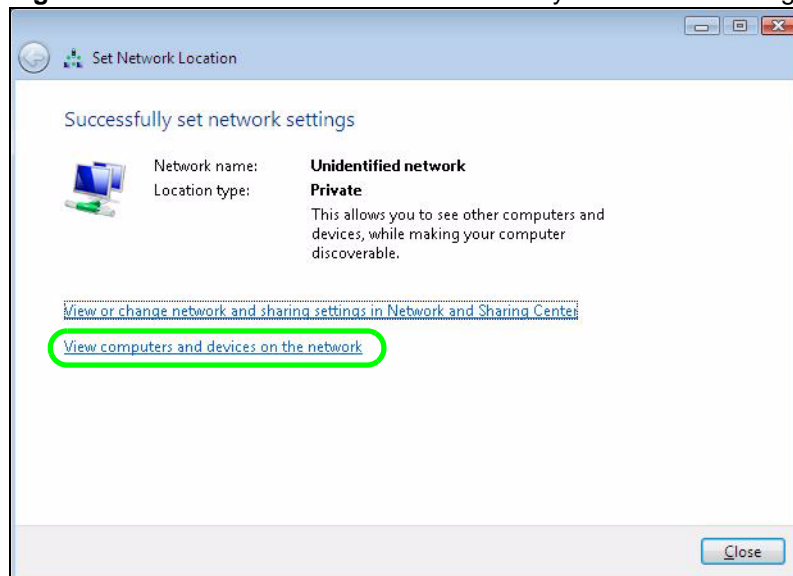 Set Network Location
Successfully set network settings
Network name: Unidentified network
Location type: Private
This allows you to see other computers and
devices, while making your computer
discoverable.
View or change network and sharing settings in Network and Sharing Center
View computers and devices on the network
Close